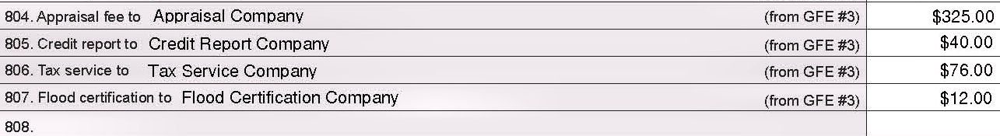 804. Appraisal fee to Appraisal Company (from GFE #3) $325.00
805. Credit report to Credit Report Company (from GFE #3) $40.00
806. Tax service to Tax Service Company (from GFE #3) $76.00
807. Flood certification to Flood Certification Company (from GFE #3) $12.00
808.